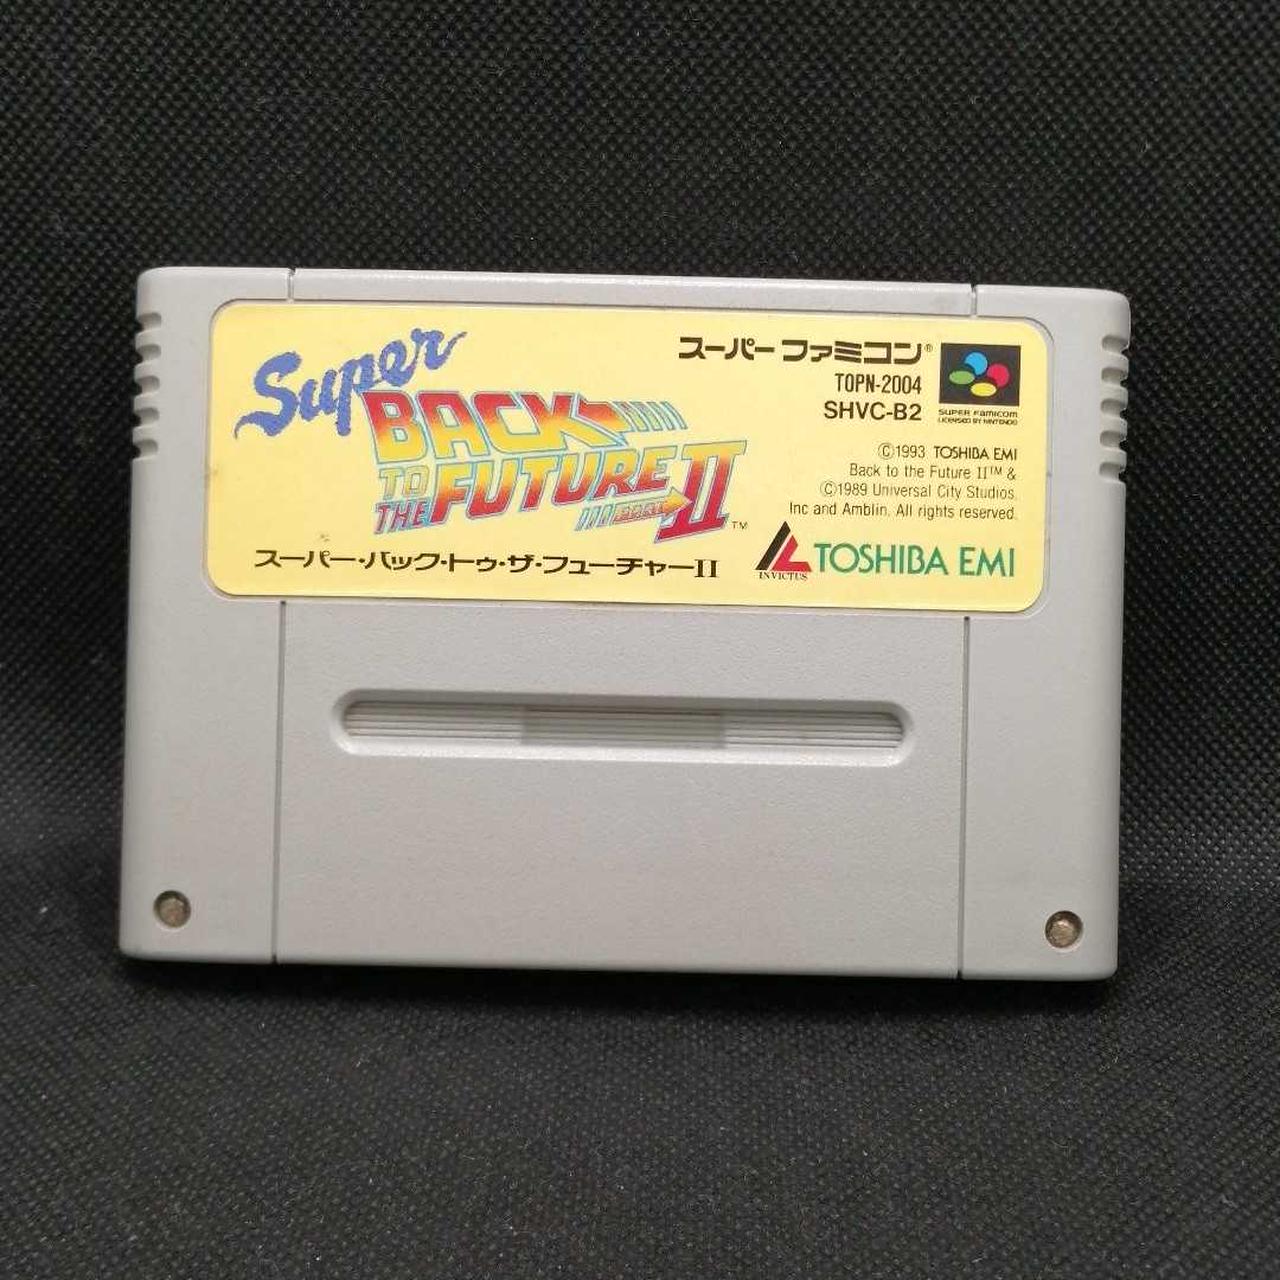 Super
BACK
TO
THE FUTURE
PART II
TM
スーパー・バック・トゥ・ザ・フューチャーII
スーパーファミコン®
TOPN-2004
SHVC-B2
SUPER FAMICOM
LICENSED BY NINTENDO
©1993 TOSHIBA EMI
Back to the Future II™ &
©1989 Universal City Studios.
Inc and Amblin. All rights reserved.
INVICTUS
TOSHIBA EMI